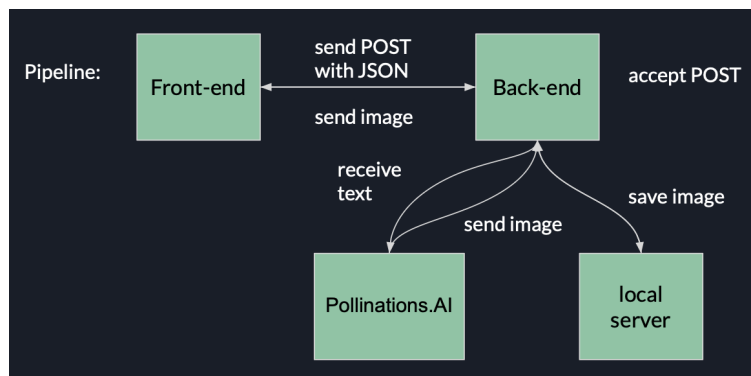 Pipeline:
Front-end
send POST
with JSON
send image
Back-end
accept POST
receive
text
send image
save image
Pollinations.AI
local
server